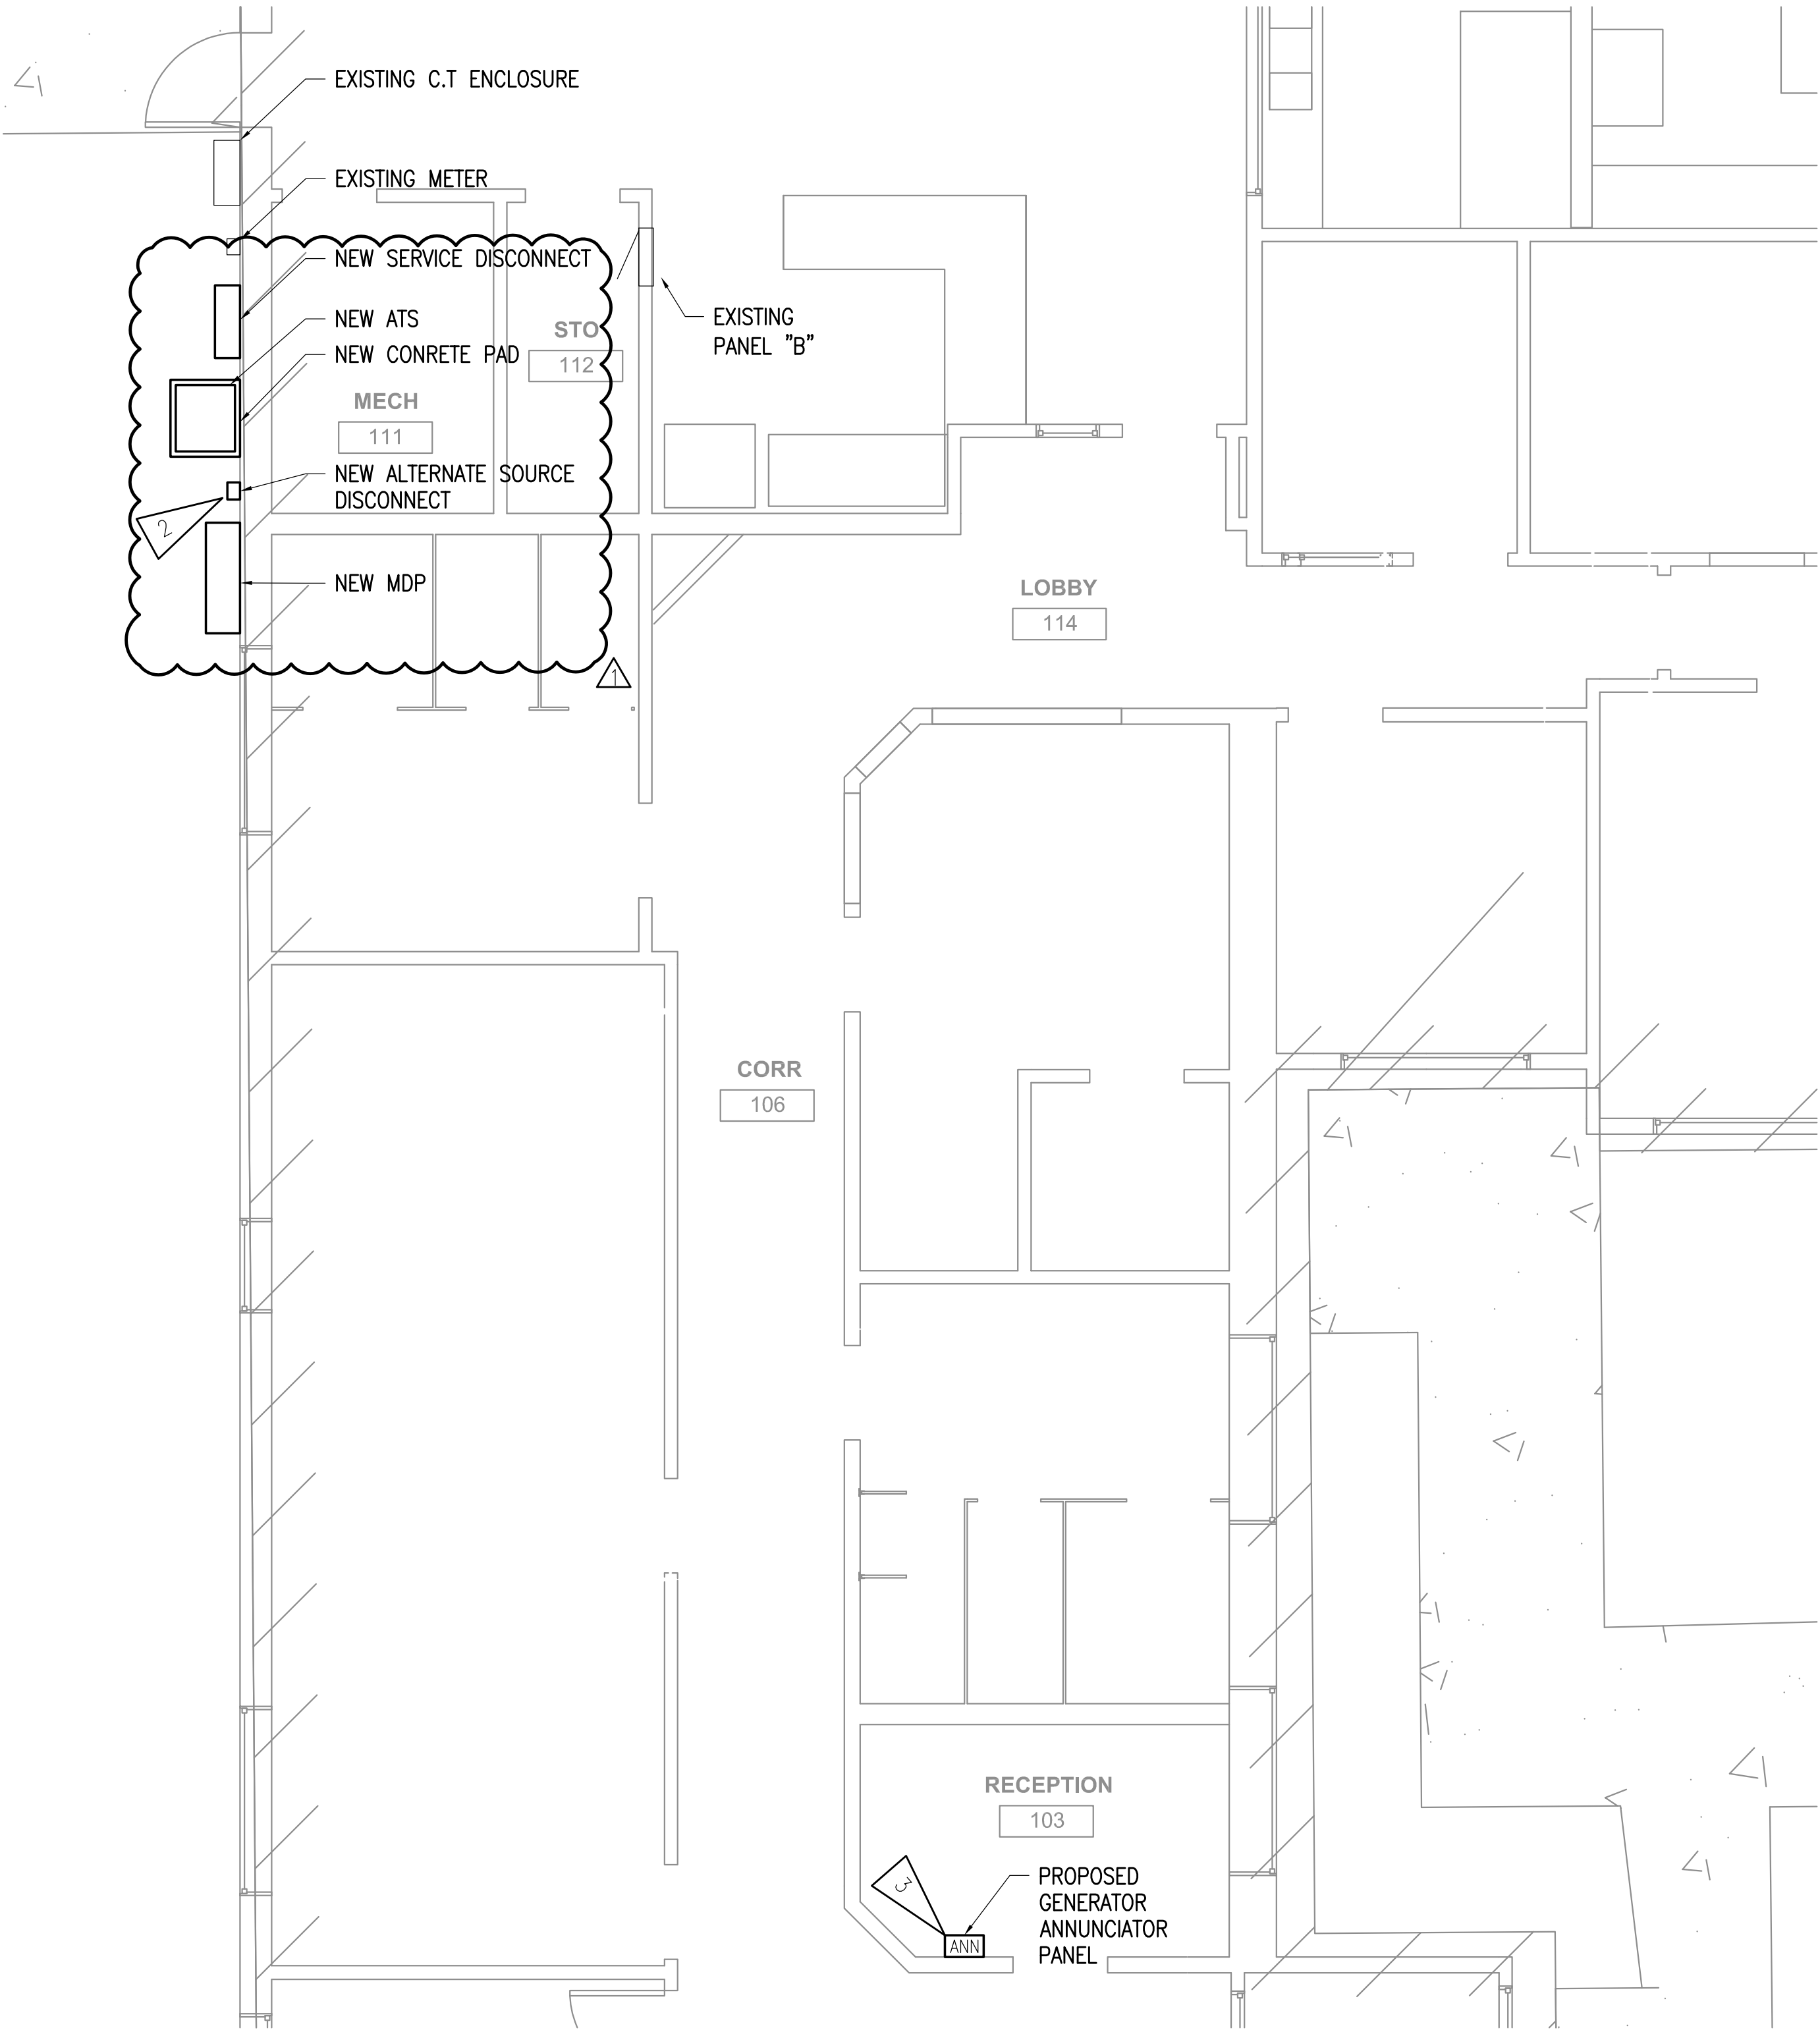 EXISTING C.T ENCLOSURE
EXISTING METER
NEW SERVICE DISCONNECT
NEW ATS
NEW CONRETE PAD
STO
112
MECH
111
EXISTING
PANEL "B"
NEW ALTERNATE SOURCE
DISCONNECT
2
NEW MDP
1
LOBBY
114
CORR
106
RECEPTION
103
3
ANN
PROPOSED
GENERATOR
ANNUNCIATOR
PANEL